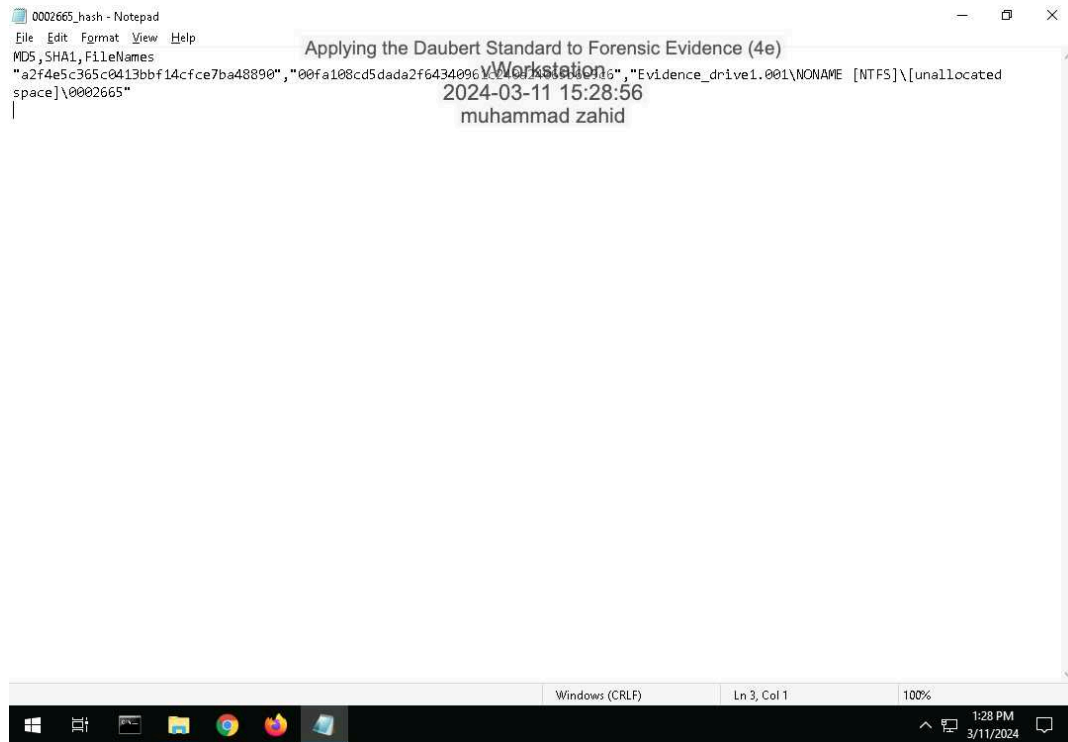 0002665_hash - Notepad
File Edit Format View Help
Applying the Daubert Standard to Forensic Evidence (4e)
vWorkstation
2024-03-11 15:28:56
muhammad zahid
MD5,SHA1,FileNames
"a2f4e5c365c0413bbf14cfce7ba48890", "Evidence_drive1.001\NONAME [NTFS]\[unallocated
space]\0002665"
Windows (CRLF)
Ln 3, Col 1
100%
1:28 PM
3/11/2024